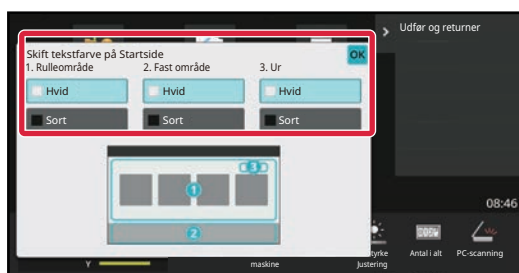 Udfør og returner
Skift tekstfarve på Startside
OK
1. Rulleområde 2. Fast område 3. Ur
Hvid Hvid Hvid
Sort Sort Sort
3
1
2
08:46
Y
maskine
tyrke
Justering
Antal i alt
PC-scanning